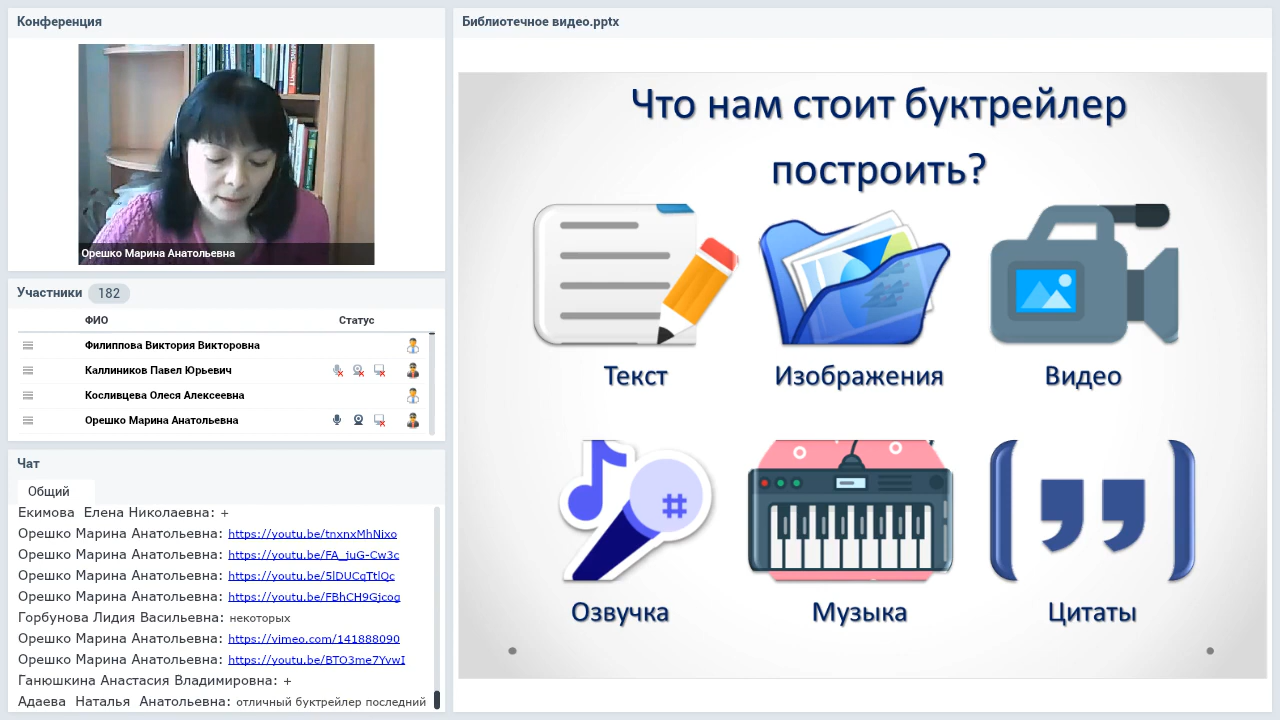 Конференция
Орешко Марина Анатольевна
Участники 182
ФИО Статус
Филиппова Виктория Викторовна
Каллиников Павел Юрьевич
Косливцева Олеся Алексеевна
Орешко Марина Анатольевна
Чат
Общий
Екимова Елена Николаевна: +
Орешко Марина Анатольевна: https://youtu.be/tnxnxMhNixo
Орешко Марина Анатольевна: https://youtu.be/FA_juG-Cw3c
Орешко Марина Анатольевна: https://youtu.be/5lDUCqTtlQc
Орешко Марина Анатольевна: https://youtu.be/FBhCH9Gjcog
Горбунова Лидия Васильевна: некоторых
Орешко Марина Анатольевна: https://vimeo.com/141888090
Орешко Марина Анатольевна: https://youtu.be/BTO3me7YvwI
Ганюшкина Анастасия Владимировна: +
Адаева Наталья Анатольевна: отличный буктрейлер последний
Библиотечное видео.pptx
Что нам стоит буктрейлер
построить?
Текст
Изображения
Видео
Озвучка
Музыка
Цитаты